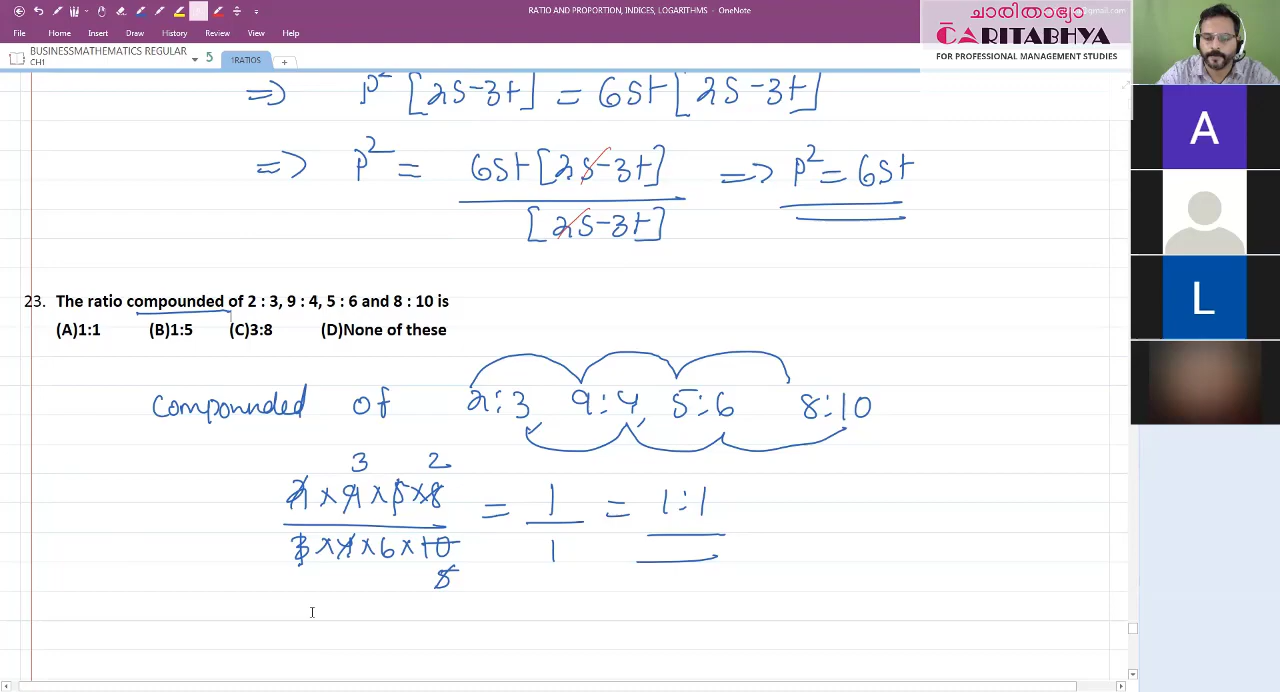 RATIO AND PROPORTION, INDICES, LOGARITHMS - OneNote
@gmail.com
ചാരിതാഭ്യാ
CARITABHYA
FOR PROFESSIONAL MANAGEMENT STUDIES
File Home Insert Draw History Review View Help
BUSINESSMATHEMATICS REGULAR
CH1
5
1RATIOS
=> P² [2S-3t] = 6St [2S-3t]
=> P² = 6St [2S-3t] / [2S-3t] => P² = 6St
23. The ratio compounded of 2 : 3, 9 : 4, 5 : 6 and 8 : 10 is
(A)1:1 (B)1:5 (C)3:8 (D)None of these
compounded of 2:3 9:4, 5:6 8:10
3 2
2 × 9 × 5 × 8 / 3 × 4 × 6 × 10 = 1 / 1 = 1:1
5
A
L